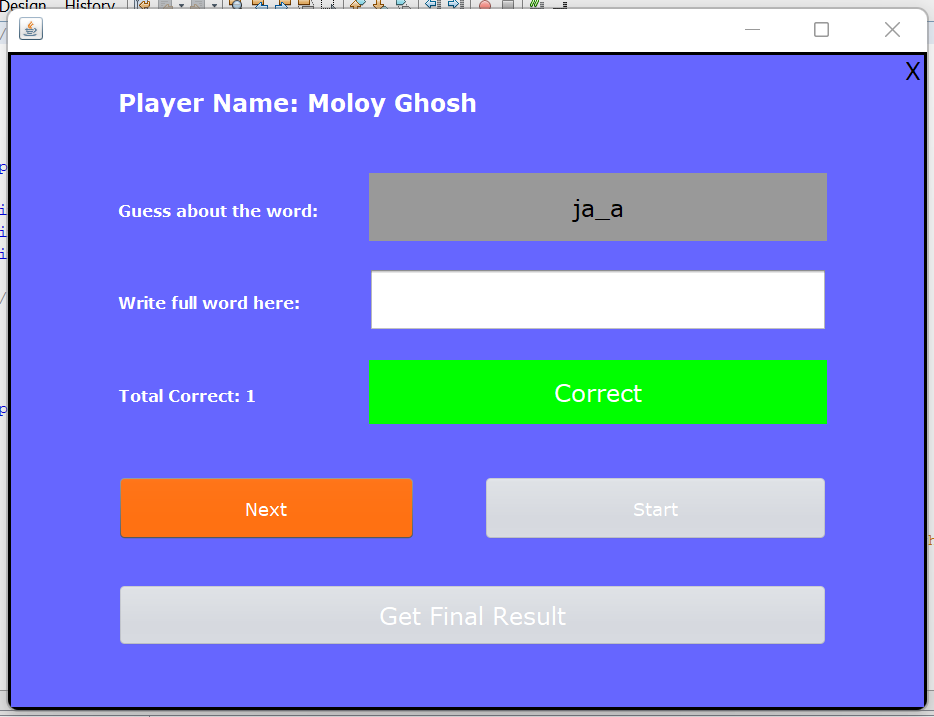 Design History
X
Player Name: Moloy Ghosh
Guess about the word: ja_a
Write full word here:
Total Correct: 1 Correct
Next Start
Get Final Result